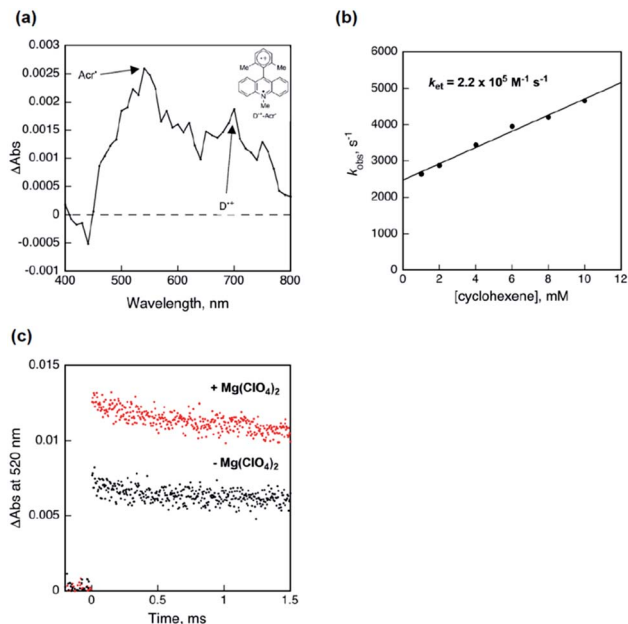 (a)
0.003
0.0025
0.002
0.0015
0.001
0.0005
0
-0.0005
-0.001
ΔAbs
400
500
600
700
800
Wavelength, nm
Acr•
D•+
Me
Me
N
Me
D•+-Acr•
(b)
6000
5000
4000
3000
2000
1000
0
kobs, s-1
ket = 2.2 x 105 M-1 s-1
0
2
4
6
8
10
12
[cyclohexene], mM
(c)
0.015
0.01
0.005
0
ΔAbs at 520 nm
+ Mg(ClO4)2
- Mg(ClO4)2
0
0.5
1
1.5
Time, ms